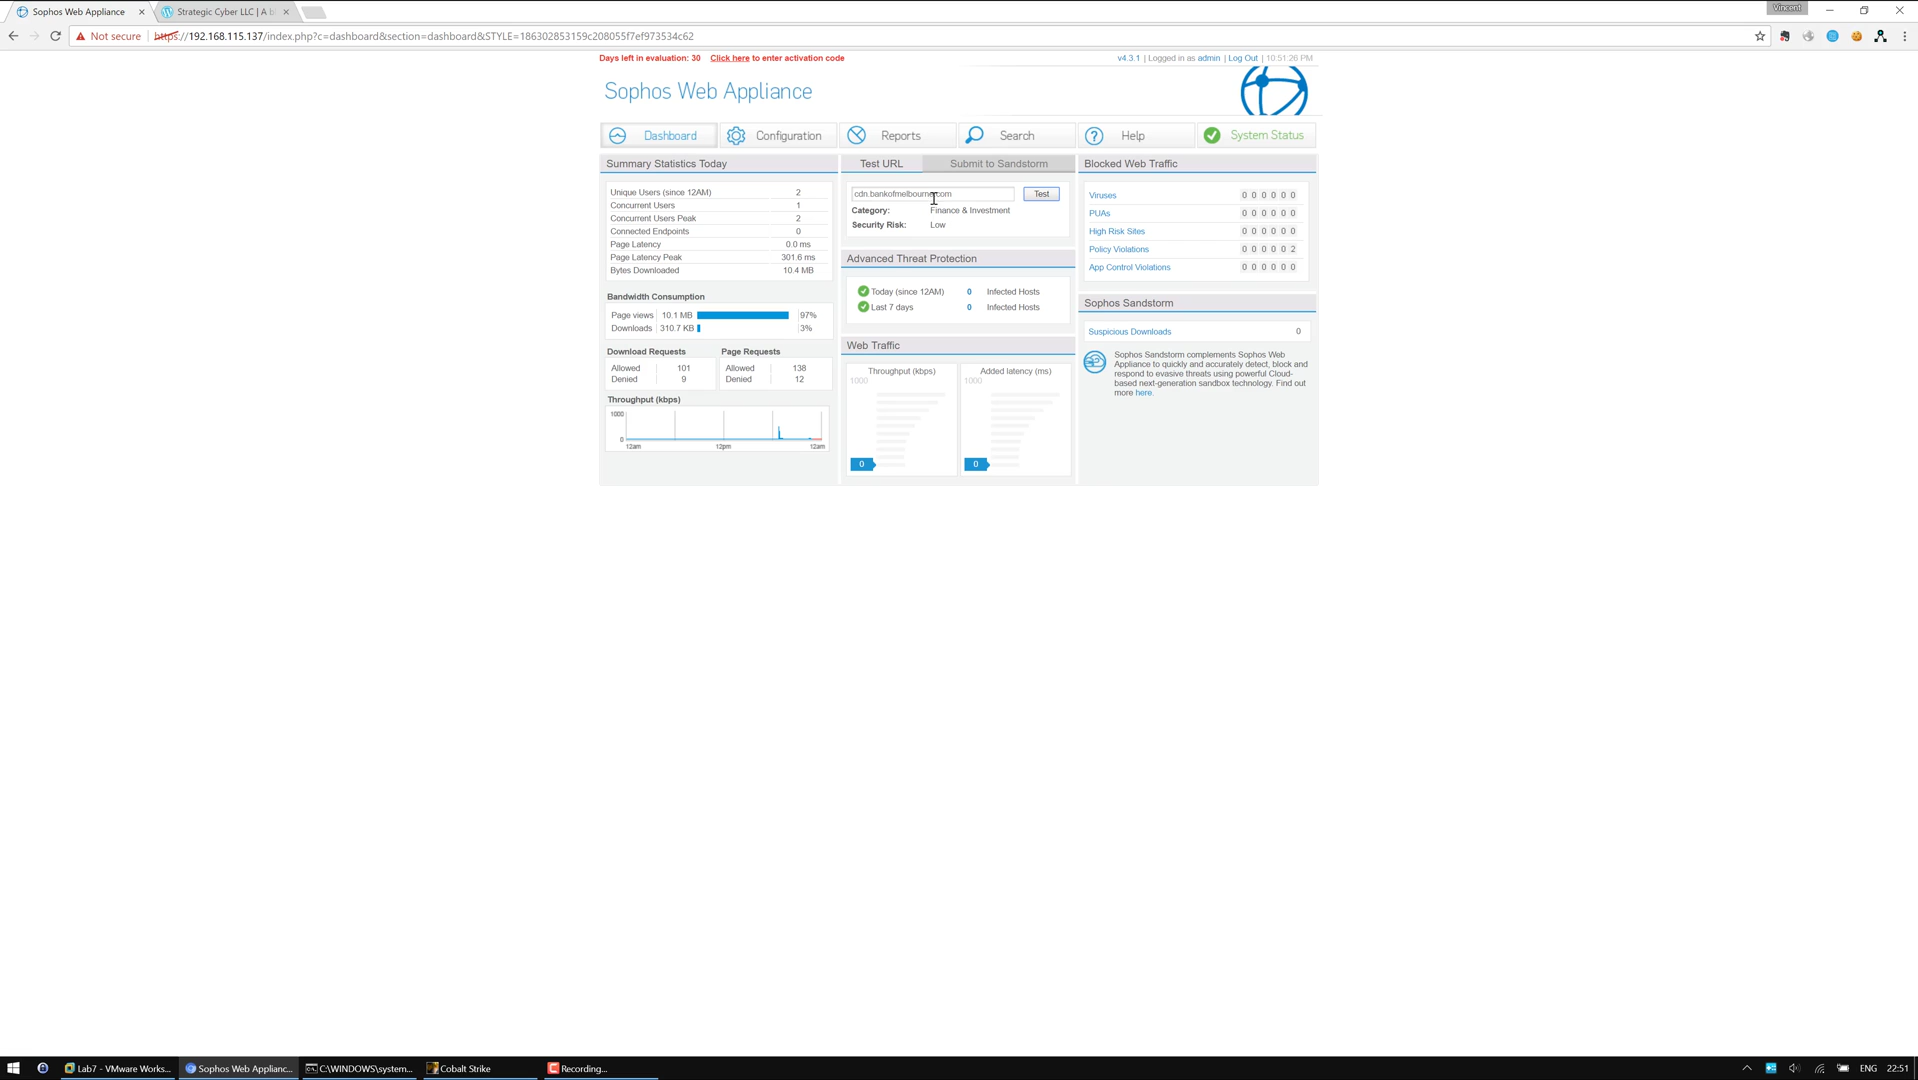 Sophos Web Appliance
Strategic Cyber LLC | A b
Vincent
Not secure
https://192.168.115.137/index.php?c=dashboard&section=dashboard&STYLE=186302853159c208055f7ef973534c62
Days left in evaluation: 30 Click here to enter activation code
v4.3.1 | Logged in as admin | Log Out | 10:51:26 PM
Sophos Web Appliance
Dashboard
Configuration
Reports
Search
Help
System Status
Summary Statistics Today
Unique Users (since 12AM) 2
Concurrent Users 1
Concurrent Users Peak 2
Connected Endpoints 0
Page Latency 0.0 ms
Page Latency Peak 301.6 ms
Bytes Downloaded 10.4 MB
Bandwidth Consumption
Page views 10.1 MB 97%
Downloads 310.7 KB 3%
Download Requests
Allowed 101
Denied 9
Page Requests
Allowed 138
Denied 12
Throughput (kbps)
1000
0
12am 12pm 12am
Test URL
Submit to Sandstorm
cdn.bankofmelbourne.com
Test
Category: Finance & Investment
Security Risk: Low
Advanced Threat Protection
Today (since 12AM) 0 Infected Hosts
Last 7 days 0 Infected Hosts
Web Traffic
Throughput (kbps)
1000
0
Added latency (ms)
1000
0
Blocked Web Traffic
Viruses 0 0 0 0 0 0
PUAs 0 0 0 0 0 0
High Risk Sites 0 0 0 0 0 0
Policy Violations 0 0 0 0 0 2
App Control Violations 0 0 0 0 0 0
Sophos Sandstorm
Suspicious Downloads 0
Sophos Sandstorm complements Sophos Web
Appliance to quickly and accurately detect, block and
respond to evasive threats using powerful Cloud-
based next-generation sandbox technology. Find out
more here.
Lab7 - VMware Works...
Sophos Web Applianc...
C:\WINDOWS\system...
Cobalt Strike
Recording...
ENG
22:51